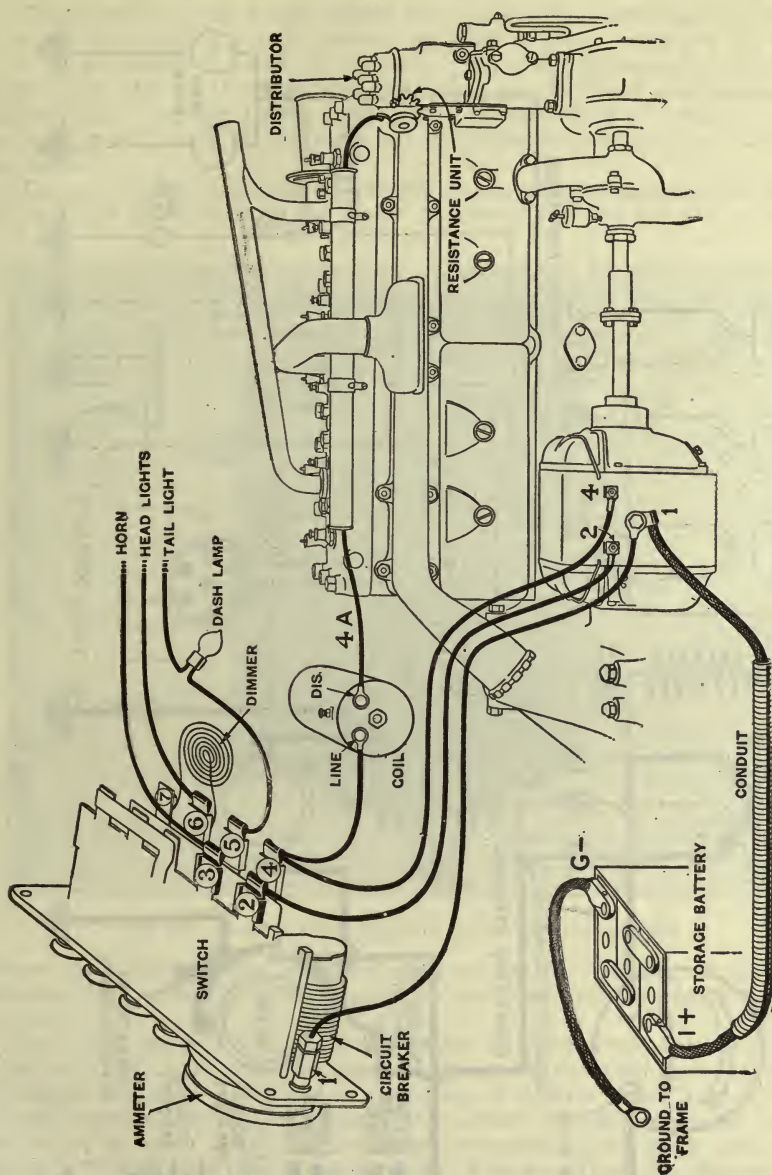 HORN
HEAD LIGHTS
TAIL LIGHT
DASH LAMP
DIMMER
7
6
5
4
3
2
SWITCH
AMMETER
1
CIRCUIT
BREAKER
LINE
DIS.
COIL
4 A
DISTRIBUTOR
RESISTANCE UNIT
4
2
1
CONDUIT
G-
1+
STORAGE BATTERY
GROUND TO
FRAME